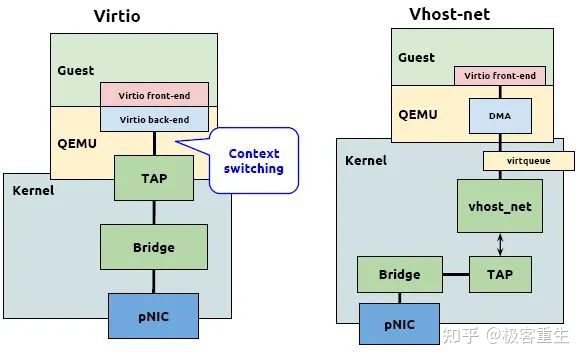 Virtio
Guest
Virtio front-end
Virtio back-end
QEMU
Context
switching
TAP
Kernel
Bridge
pNIC
Vhost-net
Guest
Virtio front-end
QEMU
DMA
Kernel
virtqueue
vhost_net
Bridge
TAP
pNIC
知乎 @极客重生